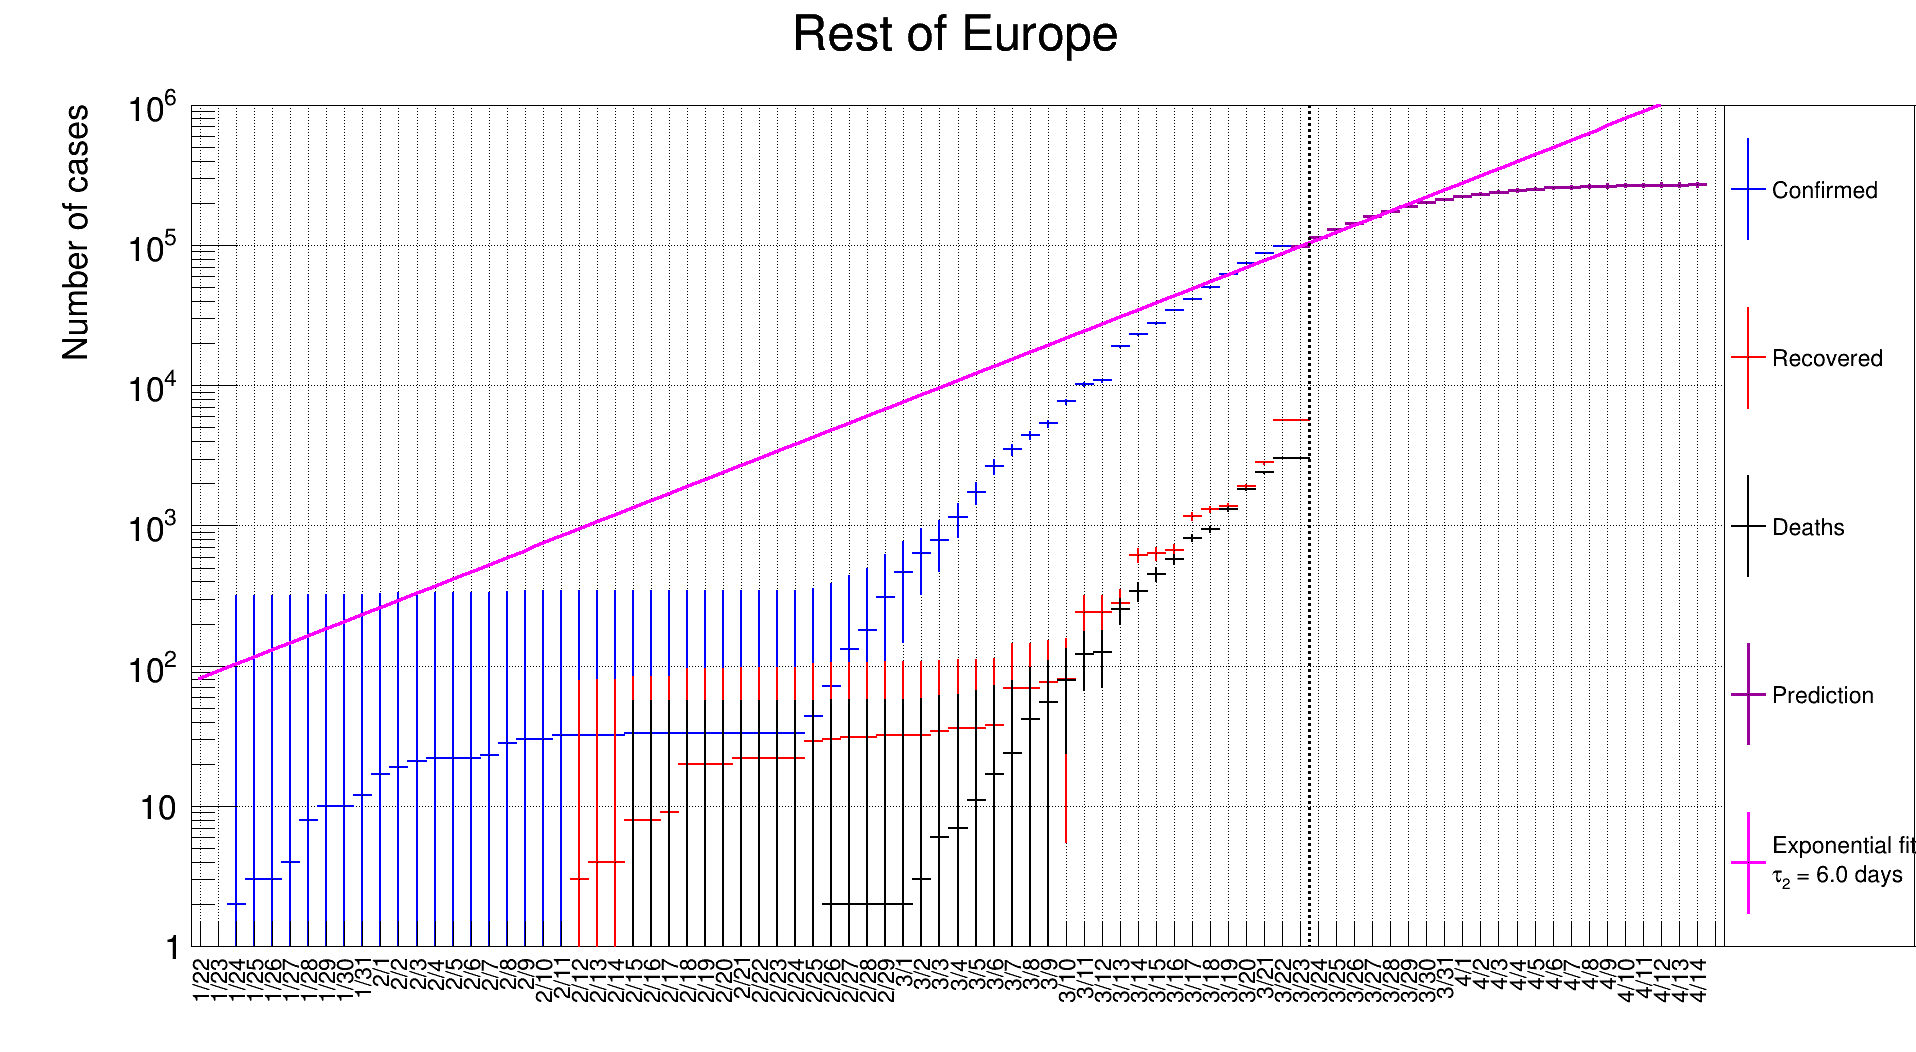 Rest of Europe
Number of cases
10^6
10^5
10^4
10^3
10^2
10
1
1/22 1/23 1/24 1/25 1/26 1/27 1/28 1/29 1/30 1/31 2/1 2/2 2/3 2/4 2/5 2/6 2/7 2/8 2/9 2/10 2/11 2/12 2/13 2/14 2/15 2/16 2/17 2/18 2/19 2/20 2/21 2/22 2/23 2/24 2/25 2/26 2/27 2/28 2/29 3/1 3/2 3/3 3/4 3/5 3/6 3/7 3/8 3/9 3/10 3/11 3/12 3/13 3/14 3/15 3/16 3/17 3/18 3/19 3/20 3/21 3/22 3/23 3/24 3/25 3/26 3/27 3/28 3/29 3/30 3/31 4/1 4/2 4/3 4/4 4/5 4/6 4/7 4/8 4/9 4/10 4/11 4/12 4/13 4/14
Confirmed
Recovered
Deaths
Prediction
Exponential fit
τ₂ = 6.0 days